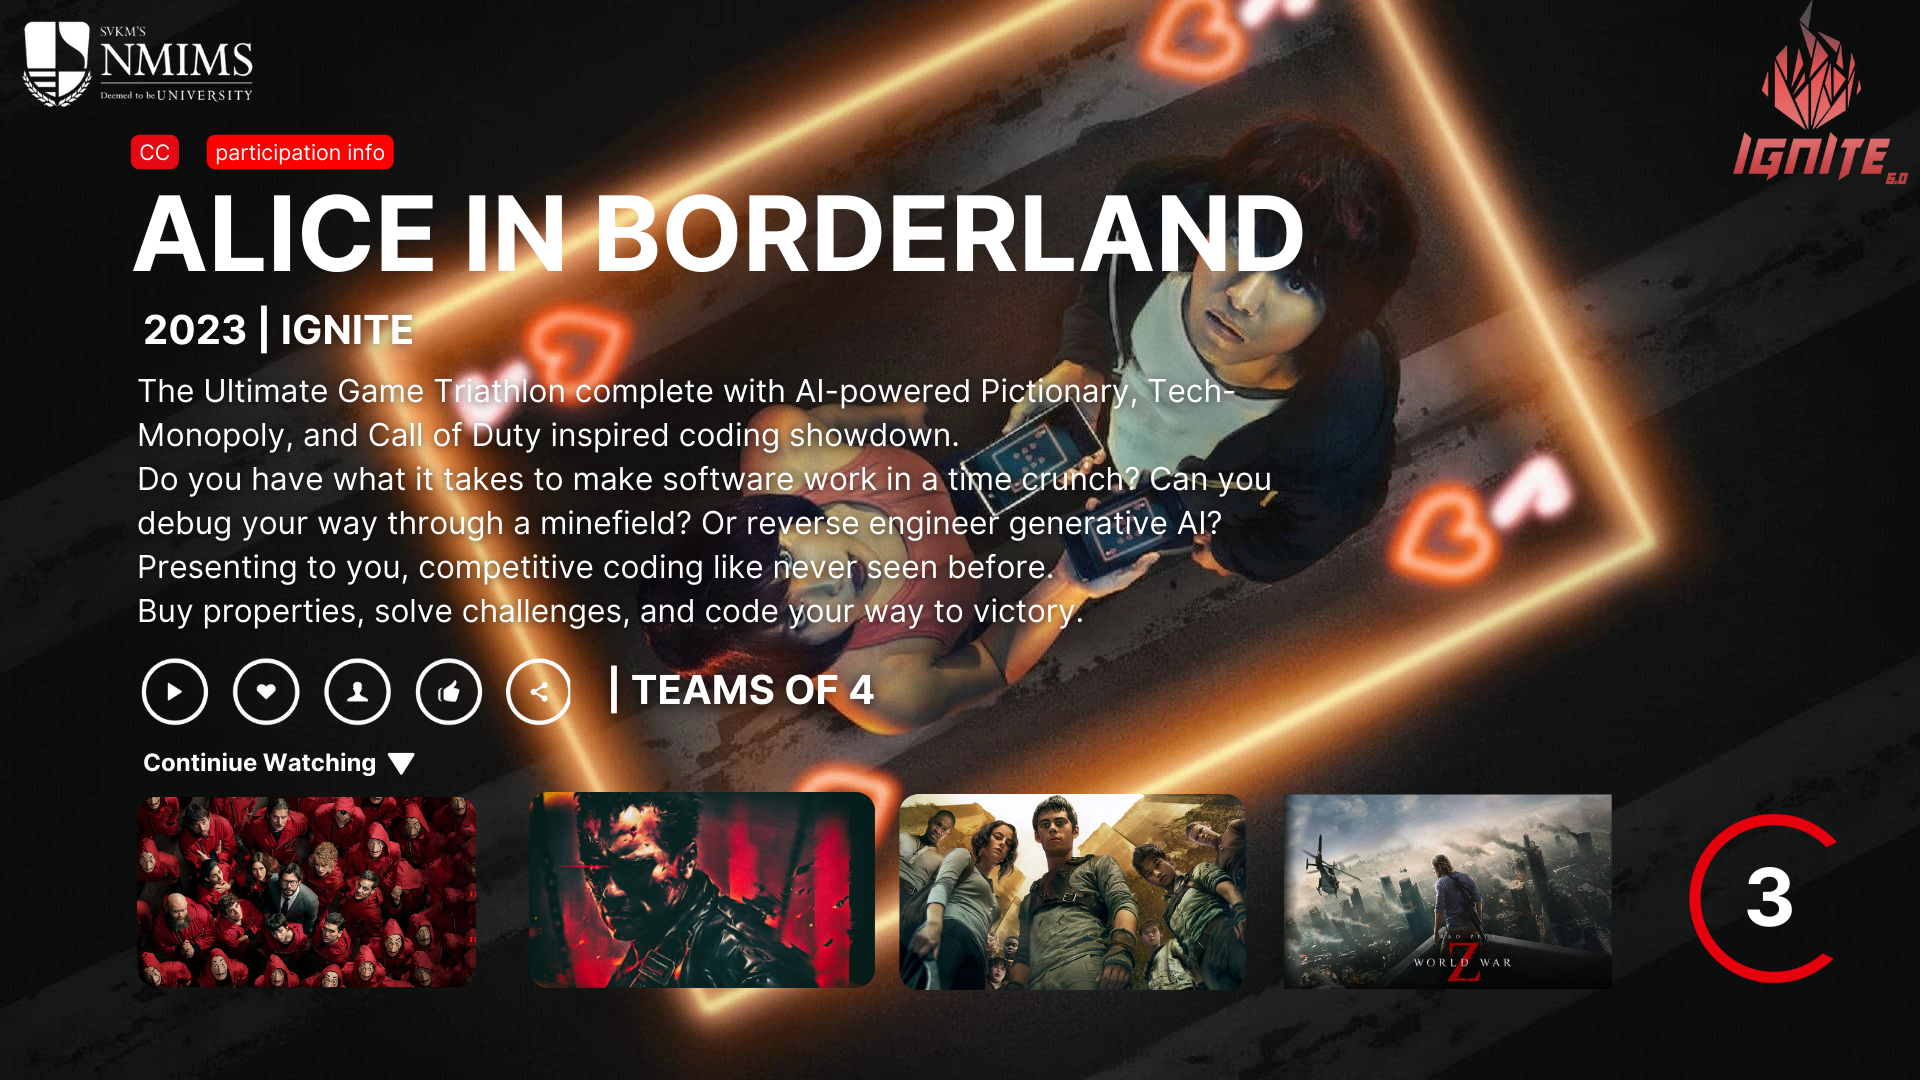 SVKM'S
NMIMS
Deemed to be UNIVERSITY
IGNITE
6.0
CC
participation info
ALICE IN BORDERLAND
2023 | IGNITE
The Ultimate Game Triathlon complete with AI-powered Pictionary, Tech-
Monopoly, and Call of Duty inspired coding showdown.
Do you have what it takes to make software work in a time crunch? Can you
debug your way through a minefield? Or reverse engineer generative AI?
Presenting to you, competitive coding like never seen before.
Buy properties, solve challenges, and code your way to victory.
| TEAMS OF 4
Continiue Watching
WORLD WAR
Z
3